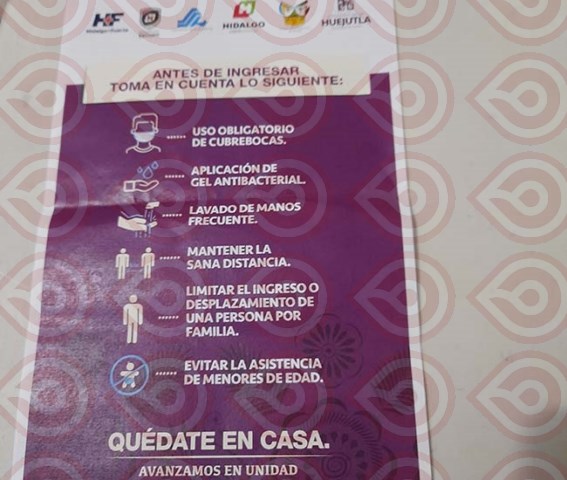 HF
Hidalgo
HIDALGO
HUEJUTLA
ANTES DE INGRESAR
TOMA EN CUENTA LO SIGUIENTE:
USO OBLIGATORIO
DE CUBREBOCAS.
APLICACIÓN DE
GEL ANTIBACTERIAL.
LAVADO DE MANOS
FRECUENTE.
MANTENER LA
SANA DISTANCIA.
LIMITAR EL INGRESO O
DESPLAZAMIENTO DE
UNA PERSONA POR
FAMILIA.
EVITAR LA ASISTENCIA
DE MENORES DE EDAD.
QUÉDATE EN CASA.
AVANZAMOS EN UNIDAD